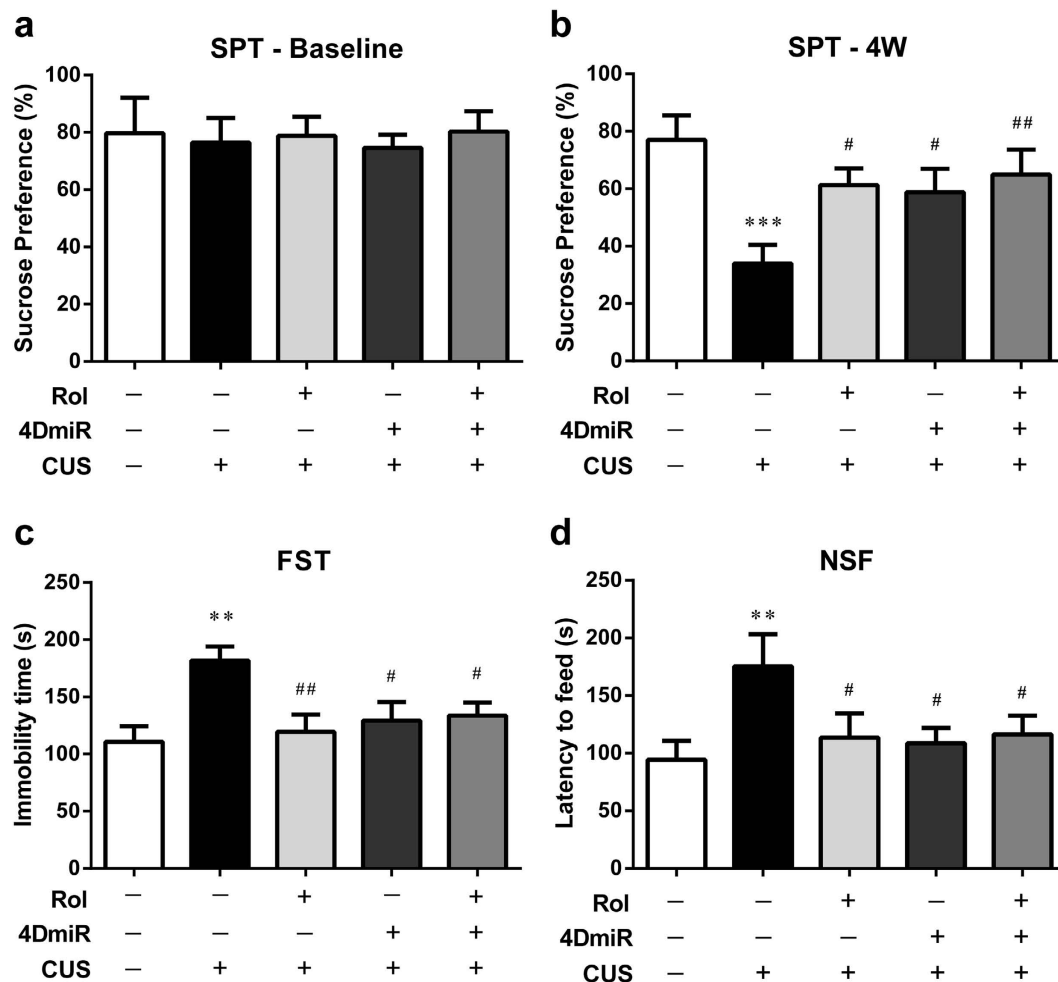 a
SPT - Baseline
Sucrose Preference (%)
100
80
60
40
20
0
Rol — — + — +
4DmiR — — — + +
CUS — + + + +
b
SPT - 4W
Sucrose Preference (%)
100
80
60
40
20
0
***
#
#
##
Rol — — + — +
4DmiR — — — + +
CUS — + + + +
c
FST
Immobility time (s)
250
200
150
100
50
0
**
##
#
#
Rol — — + — +
4DmiR — — — + +
CUS — + + + +
d
NSF
Latency to feed (s)
250
200
150
100
50
0
**
#
#
#
Rol — — + — +
4DmiR — — — + +
CUS — + + + +